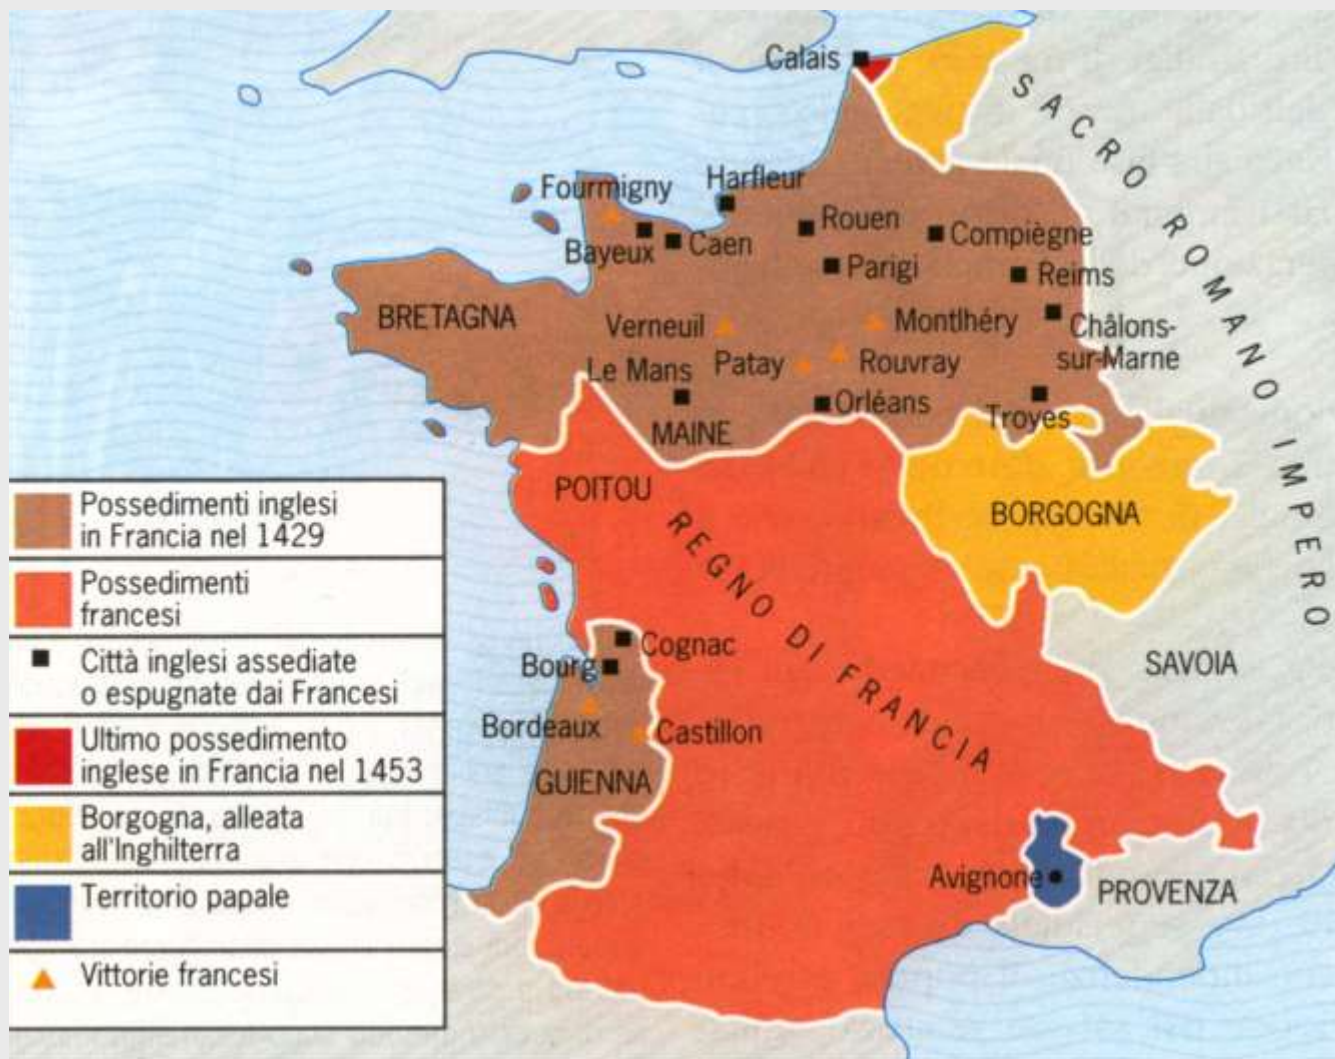 Calais
SACRO ROMANO IMPERO
Fourmigny
Harfleur
Rouen
Compiègne
Bayeux
Caen
Parigi
Reims
BRETAGNA
Verneuil
Montlhéry
Châlons-
sur-Marne
Le Mans
Patay
Rouvray
Orléans
Troyes
MAINE
POITOU
BORGOGNA
REGNO DI FRANCIA
Cognac
Bourg
SAVOIA
Bordeaux
Castillon
GUIENNA
Avignone
PROVENZA
Possedimenti inglesi
in Francia nel 1429
Possedimenti
francesi
Città inglesi assediate
o espugnate dai Francesi
Ultimo possedimento
inglese in Francia nel 1453
Borgogna, alleata
all'Inghilterra
Territorio papale
Vittorie francesi